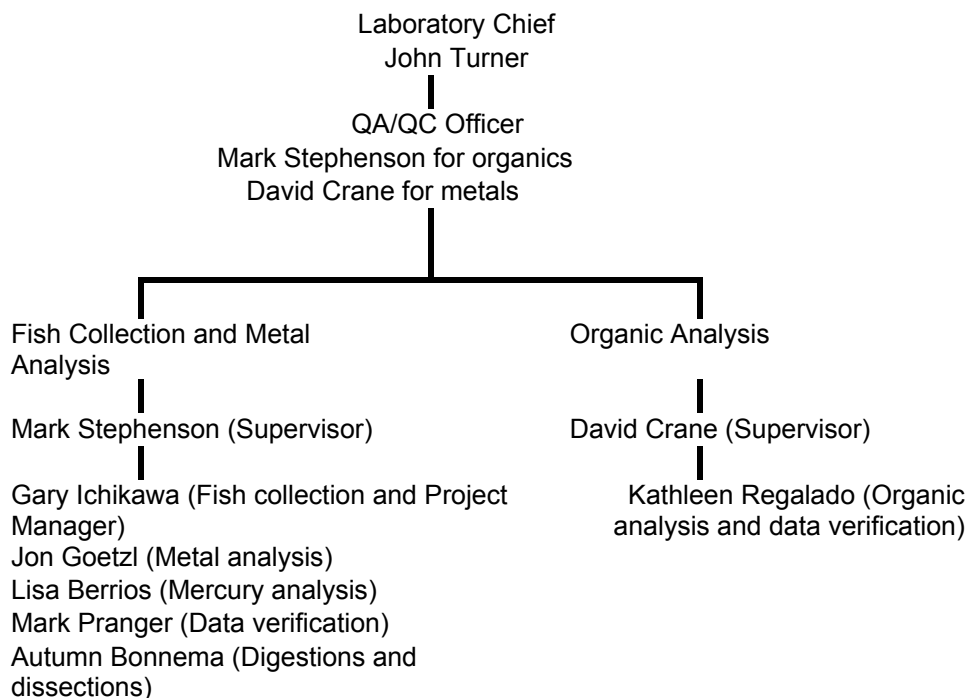 Laboratory Chief
John Turner
QA/QC Officer
Mark Stephenson for organics
David Crane for metals
Fish Collection and Metal
Analysis
Mark Stephenson (Supervisor)
Gary Ichikawa (Fish collection and Project
Manager)
Jon Goetzl (Metal analysis)
Lisa Berrios (Mercury analysis)
Mark Pranger (Data verification)
Autumn Bonnema (Digestions and
dissections)
Organic Analysis
David Crane (Supervisor)
Kathleen Regalado (Organic
analysis and data verification)